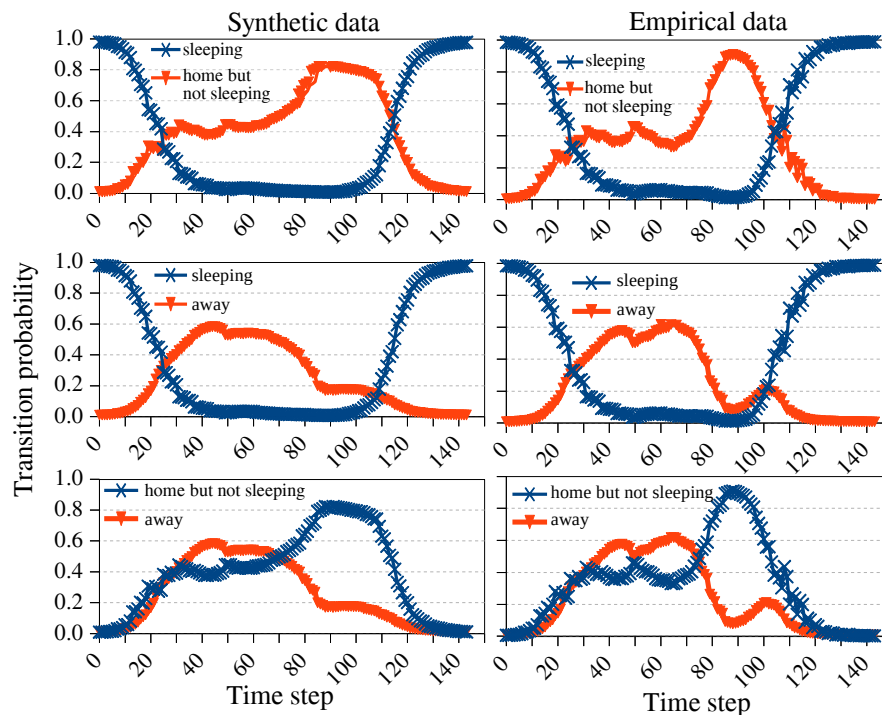 Synthetic data
Empirical data
Transition probability
1.0
0.8
0.6
0.4
0.2
0.0
sleeping
home but
not sleeping
0 20 40 60 80 100 120 140
sleeping
home but
not sleeping
0 20 40 60 80 100 120 140
1.0
0.8
0.6
0.4
0.2
0.0
sleeping
away
0 20 40 60 80 100 120 140
sleeping
away
0 20 40 60 80 100 120 140
1.0
0.8
0.6
0.4
0.2
0.0
home but not sleeping
away
0 20 40 60 80 100 120 140
Time step
home but not sleeping
away
0 20 40 60 80 100 120 140
Time step